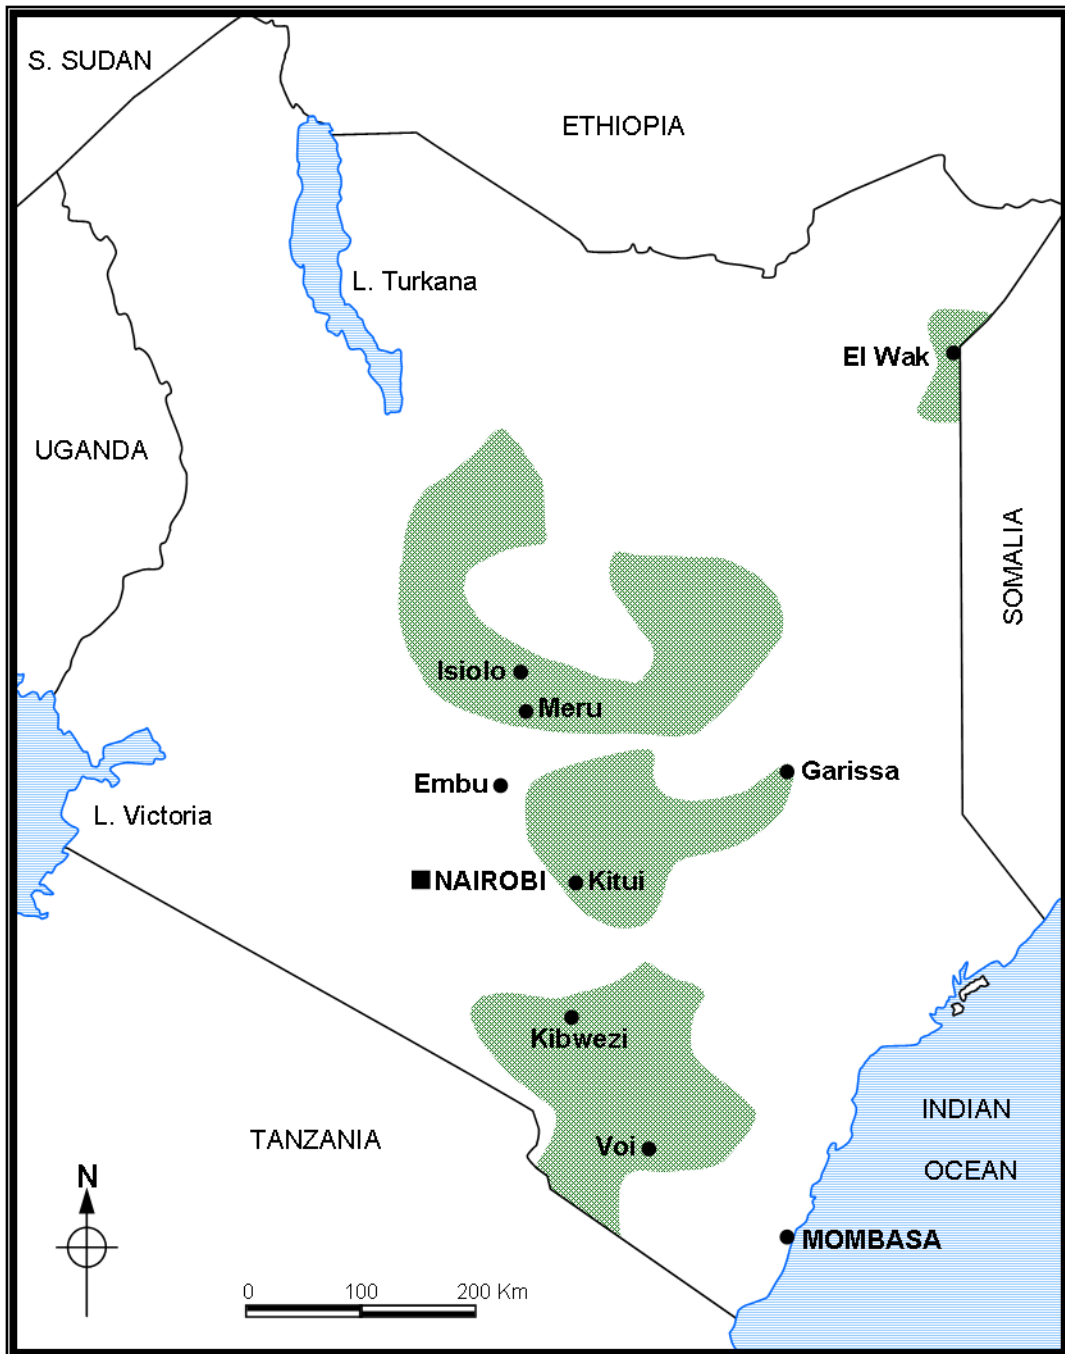 S. SUDAN
ETHIOPIA
L. Turkana
El Wak
UGANDA
SOMALIA
Isiolo
Meru
Garissa
Embu
L. Victoria
NAIROBI
Kitui
Kibwezi
INDIAN
OCEAN
TANZANIA
Voi
N
MOMBASA
0 100 200 Km